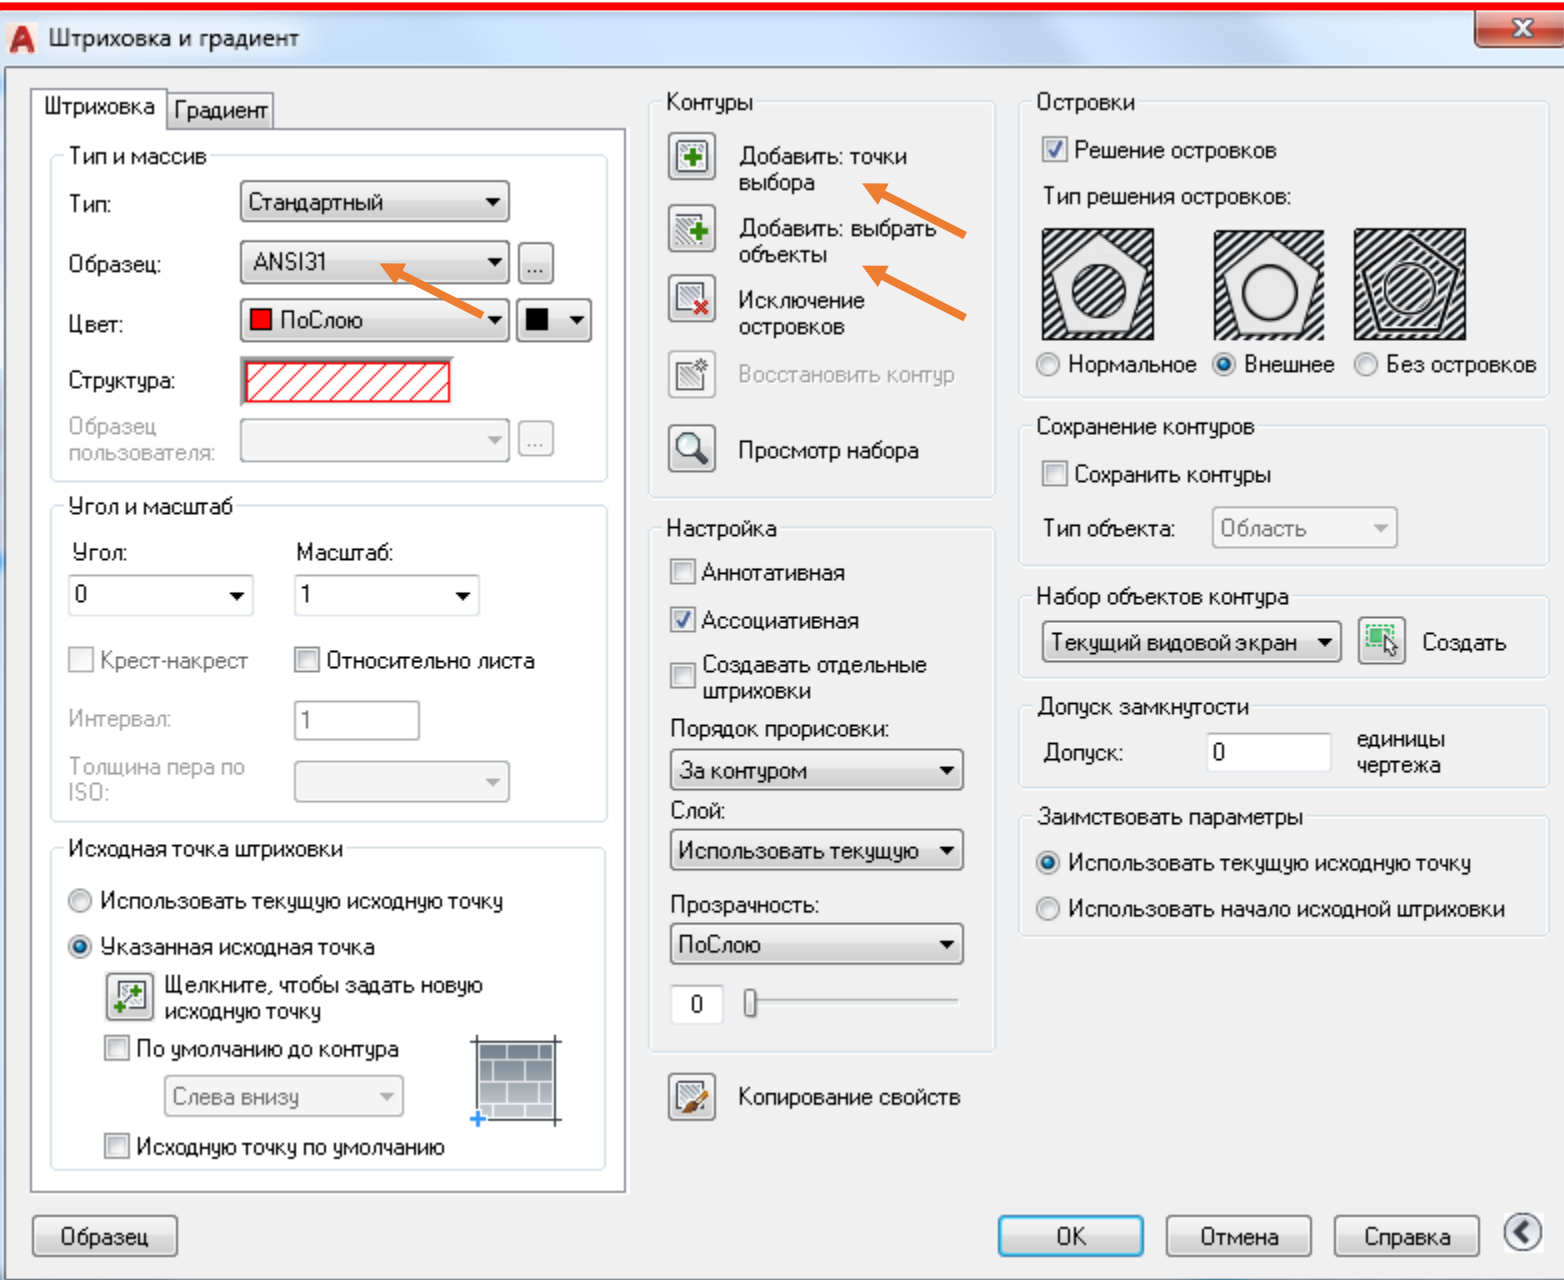 Штриховка и градиент
Штриховка
Градиент
Тип и массив
Тип:
Стандартный
Образец:
ANSI31
...
Цвет:
ПоСлою
Структура:
Образец
пользователя:
...
Угол и масштаб
Угол:
Масштаб:
0
1
Крест-накрест
Относительно листа
Интервал:
1
Толщина пера по
ISO:
Исходная точка штриховки
Использовать текущую исходную точку
Указанная исходная точка
Щелкните, чтобы задать новую
исходную точку
По умолчанию до контура
Слева внизу
Исходную точку по умолчанию
Контуры
Добавить: точки
выбора
Добавить: выбрать
объекты
Исключение
островков
Восстановить контур
Просмотр набора
Настройка
Аннотативная
Ассоциативная
Создавать отдельные
штриховки
Порядок прорисовки:
За контуром
Слой:
Использовать текущую
Прозрачность:
ПоСлою
0
Копирование свойств
Островки
Решение островков
Тип решения островков:
Нормальное
Внешнее
Без островков
Сохранение контуров
Сохранить контуры
Тип объекта:
Область
Набор объектов контура
Текущий видовой экран
Создать
Допуск замкнутости
Допуск:
0
единицы
чертежа
Заимствовать параметры
Использовать текущую исходную точку
Использовать начало исходной штриховки
Образец
OK
Отмена
Справка